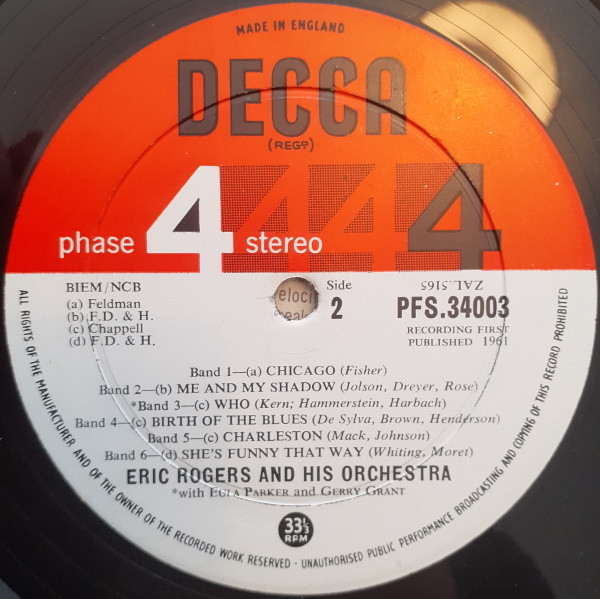 MADE IN ENGLAND
DECCA
(REGD)
phase 4 stereo
4 4 4
BIEM/NCB
(a) Feldman
(b) F.D. & H.
(c) Chappell
(d) F.D. & H.
Side
2
ZAL.5165
PFS.34003
RECORDING FIRST
PUBLISHED 1961
Band 1—(a) CHICAGO (Fisher)
Band 2—(b) ME AND MY SHADOW (Jolson, Dreyer, Rose)
*Band 3—(c) WHO (Kern; Hammerstein, Harbach)
Band 4—(c) BIRTH OF THE BLUES (De Sylva, Brown, Henderson)
Band 5—(c) CHARLESTON (Mack, Johnson)
Band 6—(d) SHE'S FUNNY THAT WAY (Whiting, Moret)
ERIC ROGERS AND HIS ORCHESTRA
*with EULA PARKER and GERRY GRANT
33⅓
RPM
ALL RIGHTS OF THE MANUFACTURER AND OF THE OWNER OF THE RECORDED WORK RESERVED · UNAUTHORISED PUBLIC PERFORMANCE BROADCASTING AND COPYING OF THIS RECORD PROHIBITED